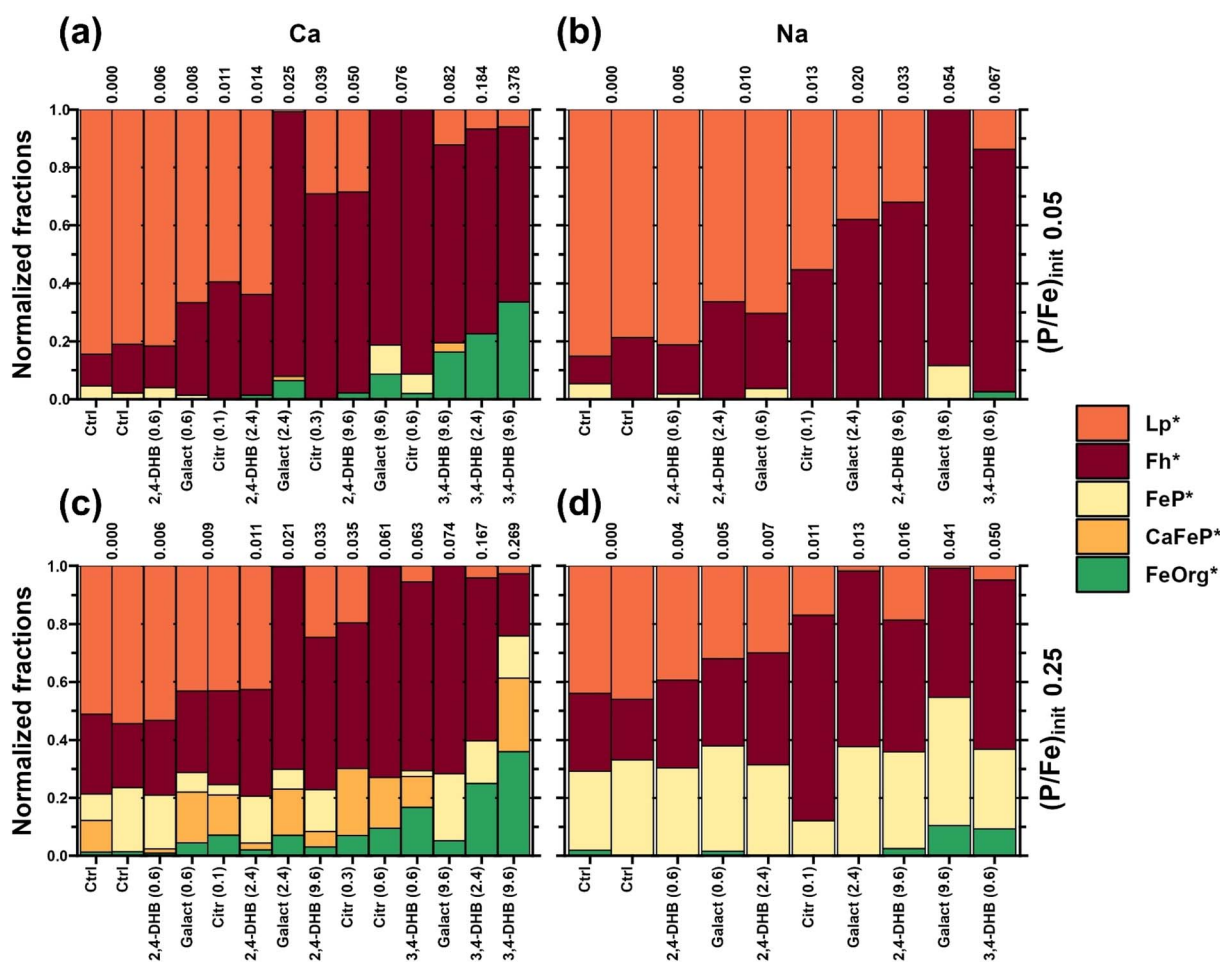 (a)
Ca
(b)
Na
0.000
0.006
0.008
0.011
0.014
0.025
0.039
0.050
0.076
0.082
0.184
0.378
0.000
0.005
0.010
0.013
0.020
0.033
0.054
0.067
Normalized fractions
1.0
0.8
0.6
0.4
0.2
0.0
(P/Fe)init 0.05
Ctrl
Ctrl
2,4-DHB (0.6)
Galact (0.6)
Citr (0.1)
2,4-DHB (2.4)
Galact (2.4)
Citr (0.3)
2,4-DHB (9.6)
Galact (9.6)
Citr (0.6)
3,4-DHB (9.6)
3,4-DHB (2.4)
3,4-DHB (9.6)
Ctrl
Ctrl
2,4-DHB (0.6)
2,4-DHB (2.4)
Galact (0.6)
Citr (0.1)
Galact (2.4)
2,4-DHB (9.6)
Galact (9.6)
3,4-DHB (0.6)
Lp*
Fh*
FeP*
CaFeP*
FeOrg*
(c)
(d)
0.000
0.006
0.009
0.011
0.021
0.033
0.035
0.061
0.063
0.074
0.167
0.269
0.000
0.004
0.005
0.007
0.011
0.013
0.016
0.041
0.050
Normalized fractions
1.0
0.8
0.6
0.4
0.2
0.0
(P/Fe)init 0.25
Ctrl
Ctrl
2,4-DHB (0.6)
Galact (0.6)
Citr (0.1)
2,4-DHB (2.4)
Galact (2.4)
2,4-DHB (9.6)
Citr (0.3)
Citr (0.6)
3,4-DHB (0.6)
Galact (9.6)
3,4-DHB (2.4)
3,4-DHB (9.6)
Ctrl
Ctrl
2,4-DHB (0.6)
Galact (0.6)
2,4-DHB (2.4)
Citr (0.1)
Galact (2.4)
2,4-DHB (9.6)
Galact (9.6)
3,4-DHB (0.6)